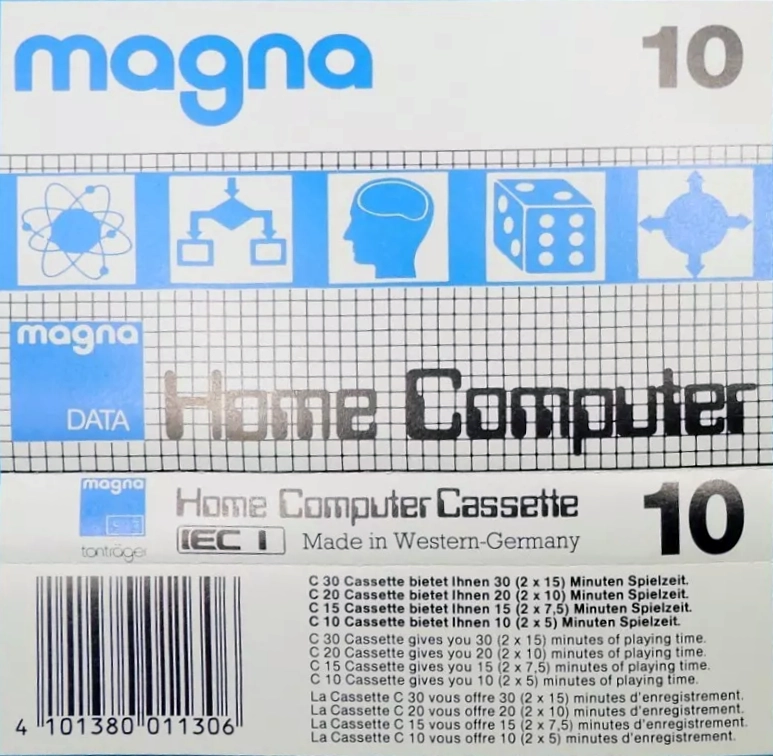 magna 10
magna
DATA
Home Computer
magna
tonträger
Home Computer Cassette 10
IEC I Made in Western-Germany
C 30 Cassette bietet Ihnen 30 (2 x 15) Minuten Spielzeit.
C 20 Cassette bietet Ihnen 20 (2 x 10) Minuten Spielzeit.
C 15 Cassette bietet Ihnen 15 (2 x 7,5) Minuten Spielzeit.
C 10 Cassette bietet Ihnen 10 (2 x 5) Minuten Spielzeit.
C 30 Cassette gives you 30 (2 x 15) minutes of playing time.
C 20 Cassette gives you 20 (2 x 10) minutes of playing time.
C 15 Cassette gives you 15 (2 x 7,5) minutes of playing time.
C 10 Cassette gives you 10 (2 x 5) minutes of playing time.
La Cassette C 30 vous offre 30 (2 x 15) minutes d'enregistrement.
La Cassette C 20 vous offre 20 (2 x 10) minutes d'enregistrement.
La Cassette C 15 vous offre 15 (2 x 7,5) minutes d'enregistrement.
La Cassette C 10 vous offre 10 (2 x 5) minutes d'enregistrement.
4 101380 011306